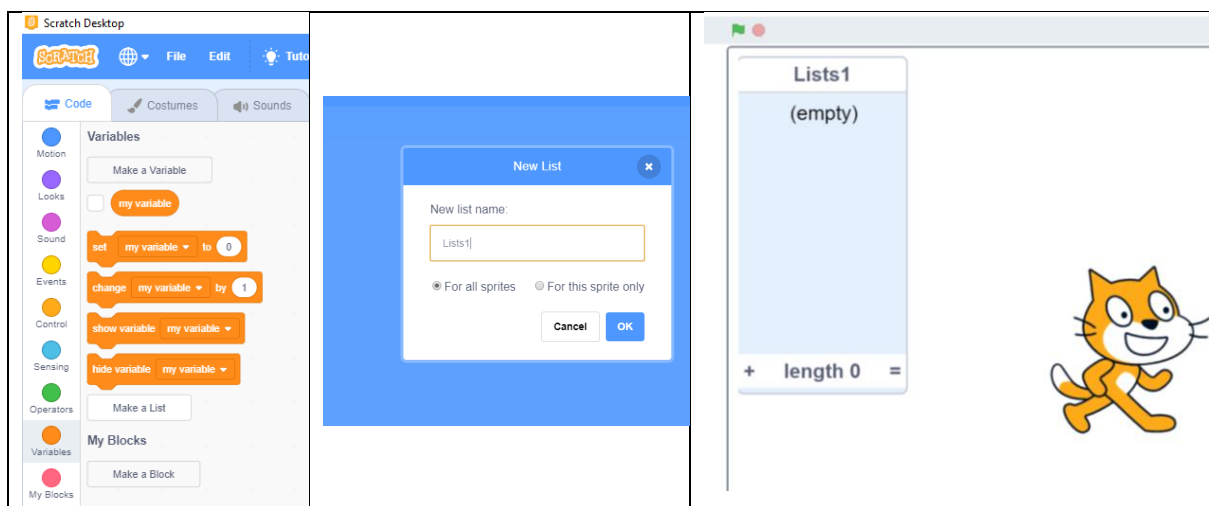 Scratch Desktop
SCRATCH File Edit Tuto
Code Costumes Sounds
Motion
Looks
Sound
Events
Control
Sensing
Operators
Variables
My Blocks
Variables
Make a Variable
my variable
set my variable to 0
change my variable by 1
show variable my variable
hide variable my variable
Make a List
My Blocks
Make a Block
New List
New list name:
Lists1
For all sprites For this sprite only
Cancel OK
Lists1
(empty)
+ length 0 =